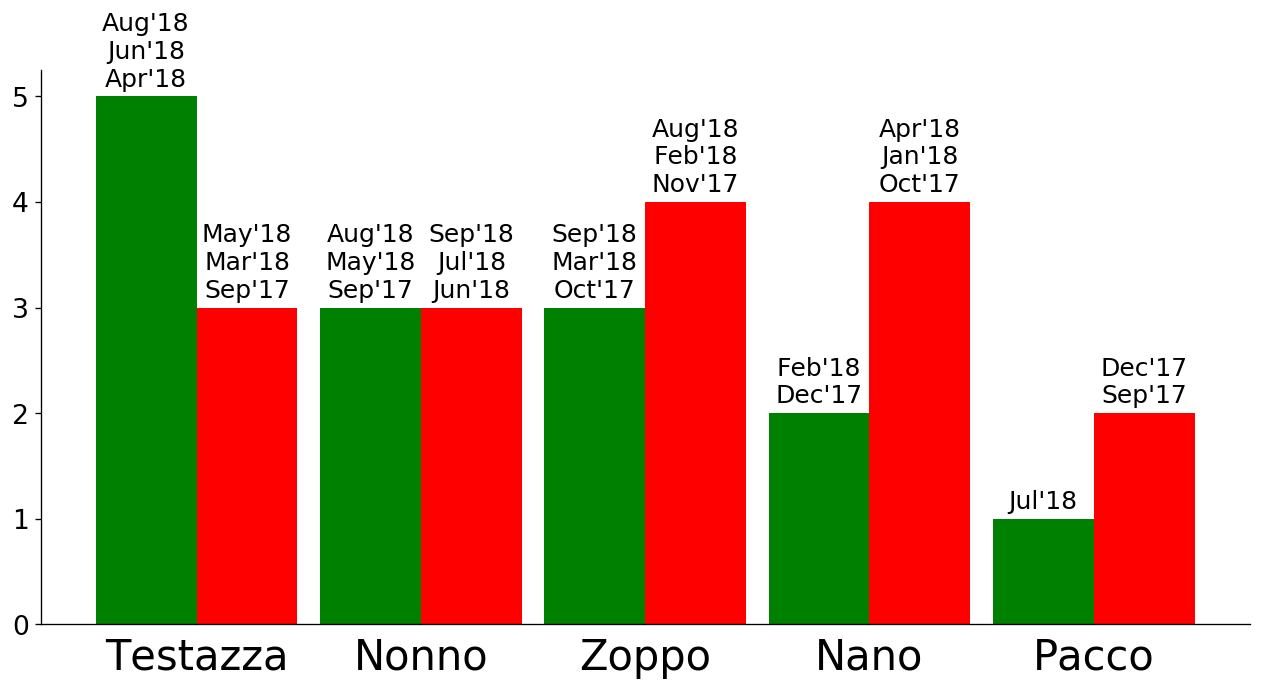 Aug'18
Jun'18
Apr'18
May'18
Mar'18
Sep'17
Aug'18
May'18
Sep'17
Sep'18
Jul'18
Jun'18
Sep'18
Mar'18
Oct'17
Aug'18
Feb'18
Nov'17
Feb'18
Dec'17
Apr'18
Jan'18
Oct'17
Jul'18
Dec'17
Sep'17
5
4
3
2
1
0
Testazza
Nonno
Zoppo
Nano
Pacco